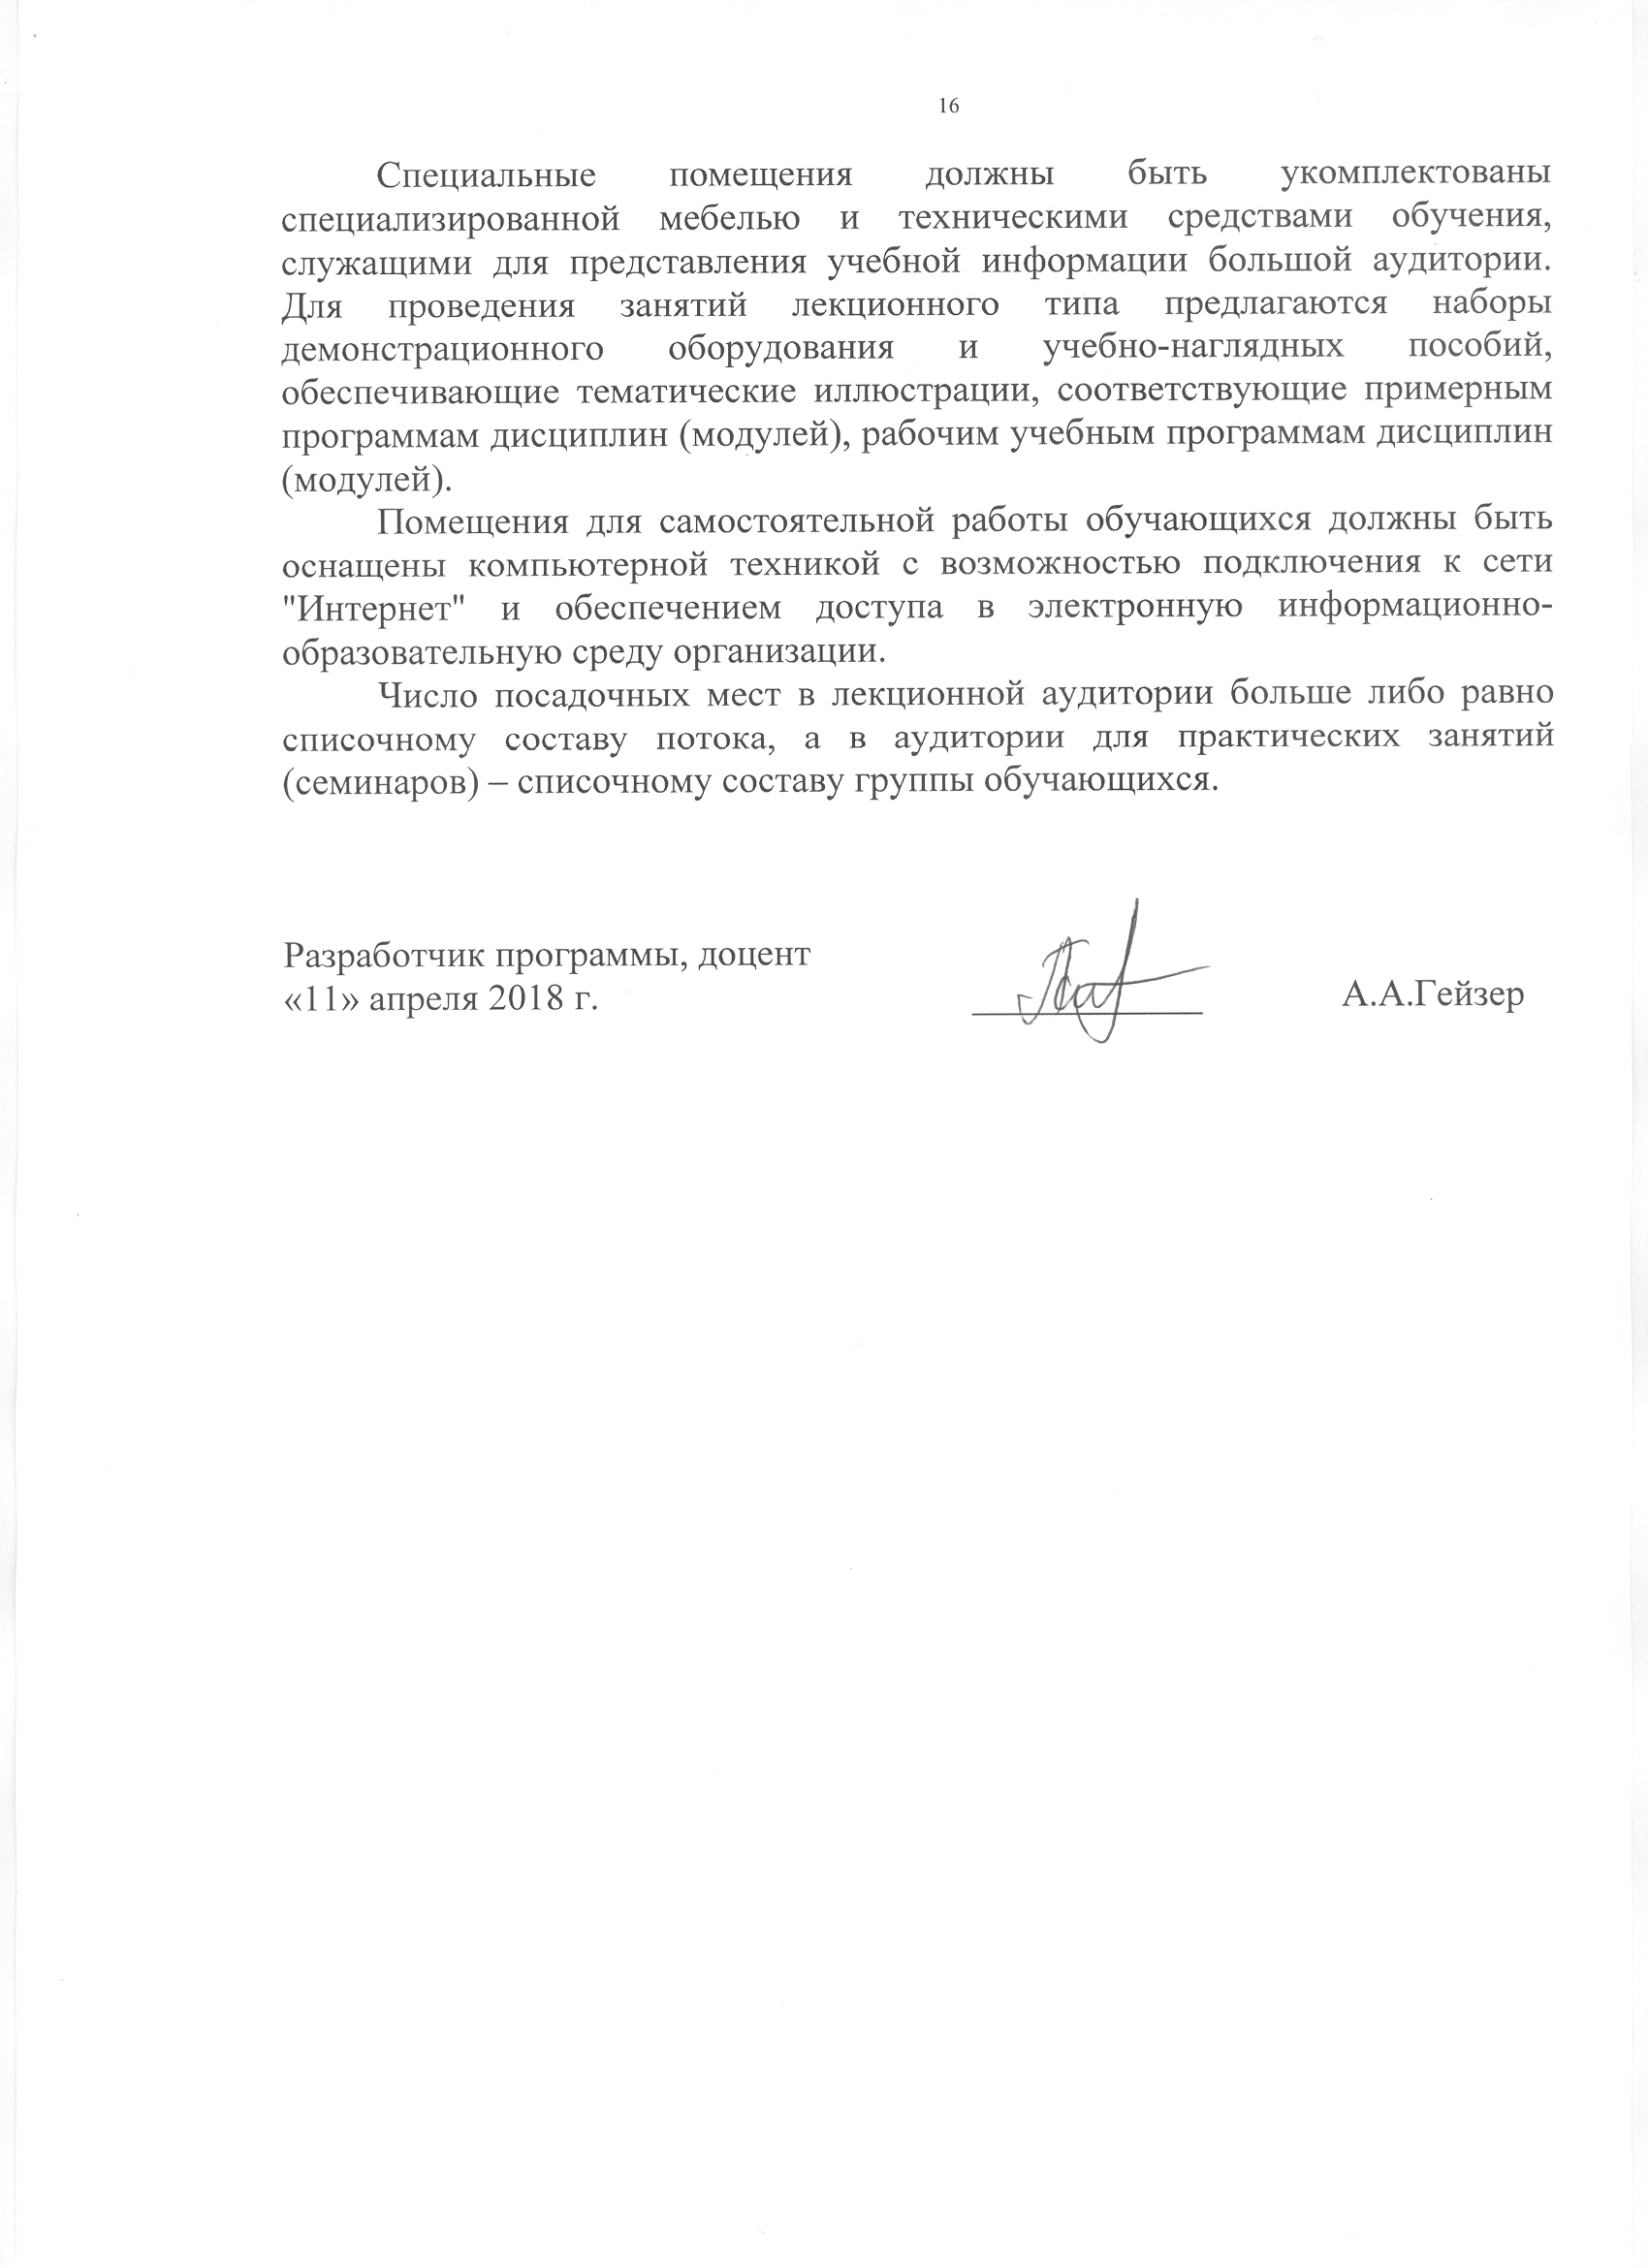 16
Специальные помещения должны быть укомплектованы
специализированной мебелью и техническими средствами обучения,
служащими для представления учебной информации большой аудитории.
Для проведения занятий лекционного типа предлагаются наборы
демонстрационного оборудования и учебно-наглядных пособий,
обеспечивающие тематические иллюстрации, соответствующие примерным
программам дисциплин (модулей), рабочим учебным программам дисциплин
(модулей).
Помещения для самостоятельной работы обучающихся должны быть
оснащены компьютерной техникой с возможностью подключения к сети
"Интернет" и обеспечением доступа в электронную информационно-
образовательную среду организации.
Число посадочных мест в лекционной аудитории больше либо равно
списочному составу потока, а в аудитории для практических занятий
(семинаров) – списочному составу группы обучающихся.
Разработчик программы, доцент
«11» апреля 2018 г.
А.А.Гейзер